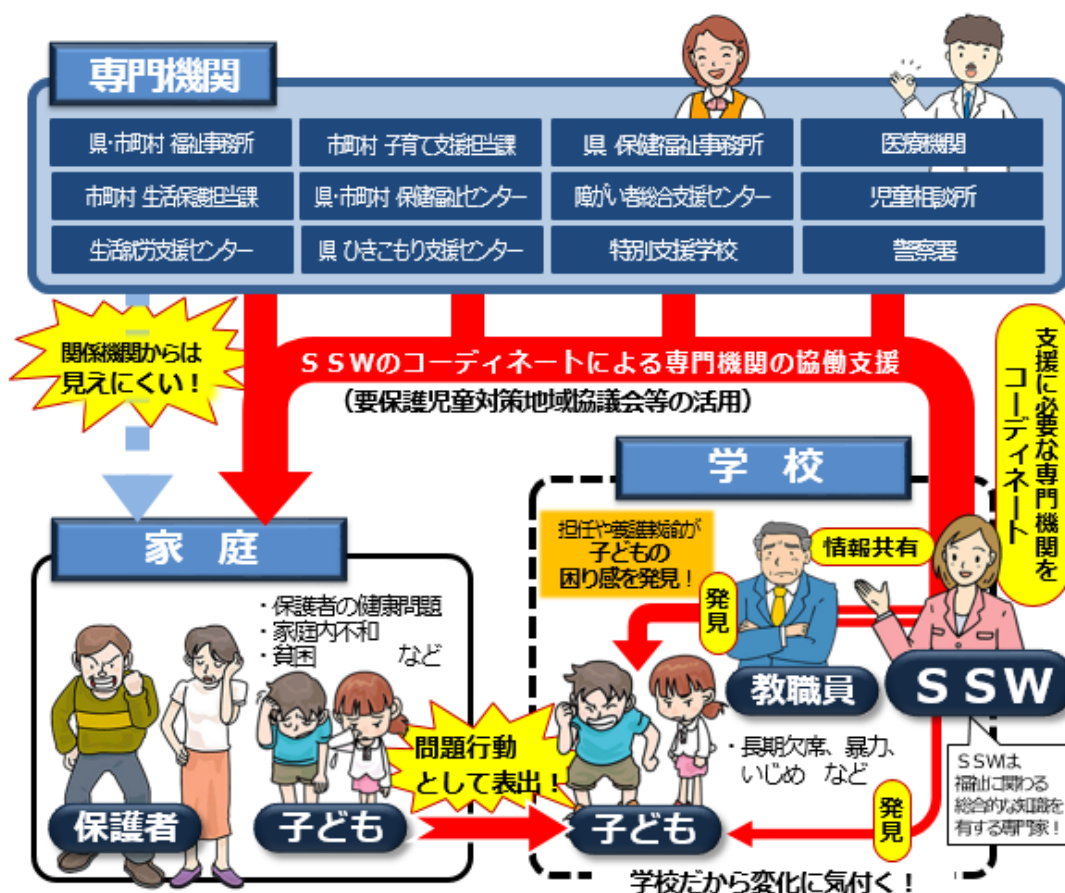 専門機関
県・市町村 福祉事務所
市町村 子育て支援担当課
県 保健福祉事務所
医療機関
市町村 生活保護担当課
県・市町村 保健福祉センター
障がい者総合支援センター
児童相談所
生活就労支援センター
県 ひきこもり支援センター
特別支援学校
警察署
関係機関からは
見えにくい!
SSWのコーディネートによる専門機関の協働支援
(要保護児童対策地域協議会等の活用)
支援に必要な専門機関を
コーディネート
学 校
担任や養護教諭が
子どもの
困り感を発見!
情報共有
発見
教職員
SSW
家 庭
・保護者の健康問題
・家庭内不和
・貧困 など
問題行動
として表出!
保護者
子ども
子ども
・長期欠席、暴力、
いじめ など
発見
SSWは
福祉に関わる
総合的な知識を
有する専門家!
学校だから変化に気付く!